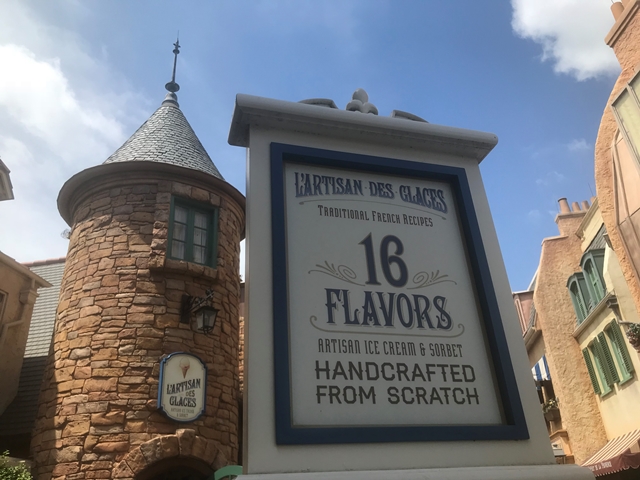 L'ARTISAN DES GLACES
TRADITIONAL FRENCH RECIPES
16
FLAVORS
ARTISAN ICE CREAM & SORBET
HANDCRAFTED
FROM SCRATCH
L'ARTISAN
DES
GLACES